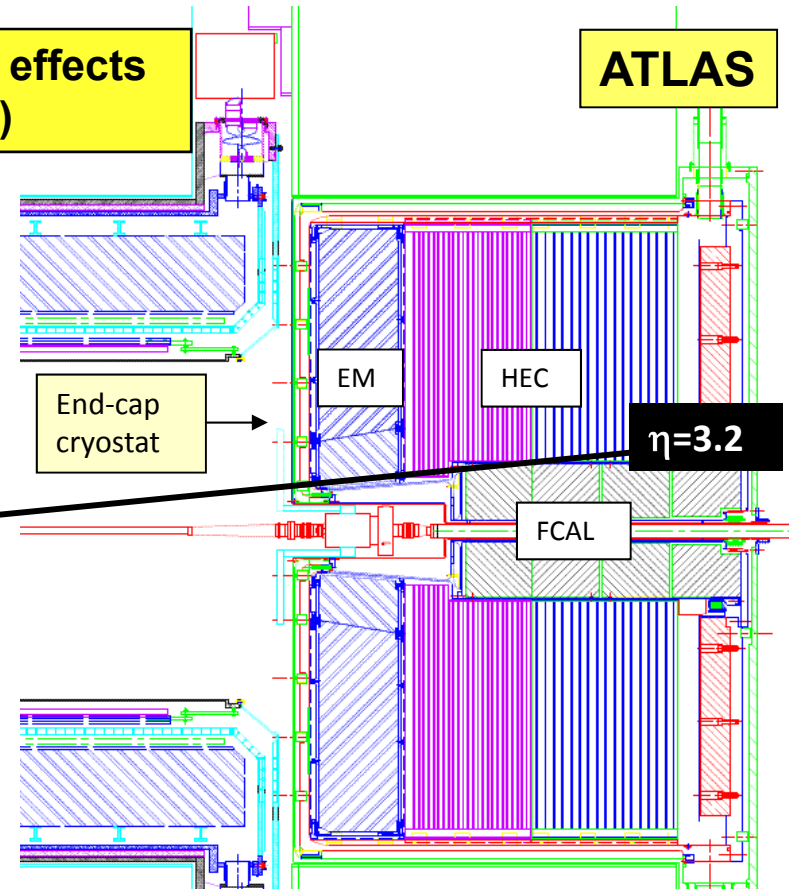 effects
)
ATLAS
EM
HEC
End-cap
cryostat
η=3.2
FCAL